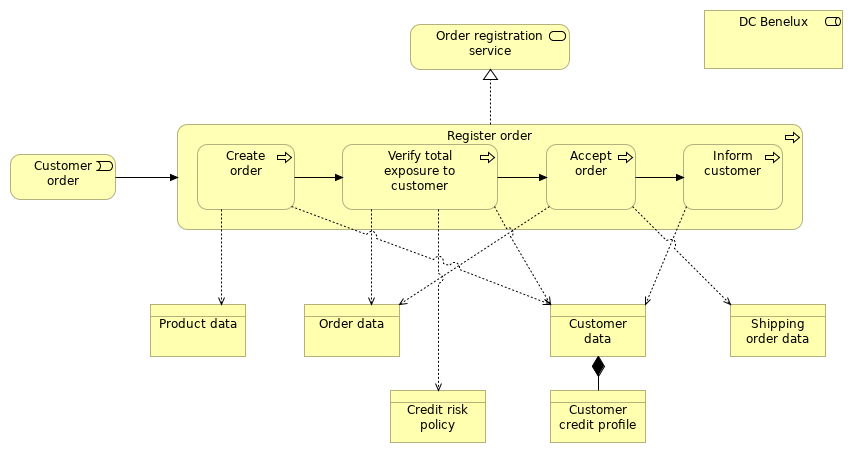 Order registration
service
DC Benelux
Register order
Customer
order
Create
order
Verify total
exposure to
customer
Accept
order
Inform
customer
Product data
Order data
Customer
data
Shipping
order data
Credit risk
policy
Customer
credit profile